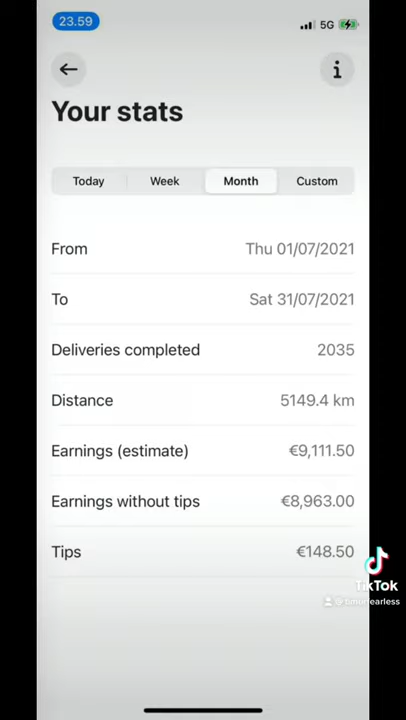 23.59
5G
Your stats
Today Week Month Custom
From Thu 01/07/2021
To Sat 31/07/2021
Deliveries completed 2035
Distance 5149.4 km
Earnings (estimate) €9,111.50
Earnings without tips €8,963.00
Tips €148.50
TikTok